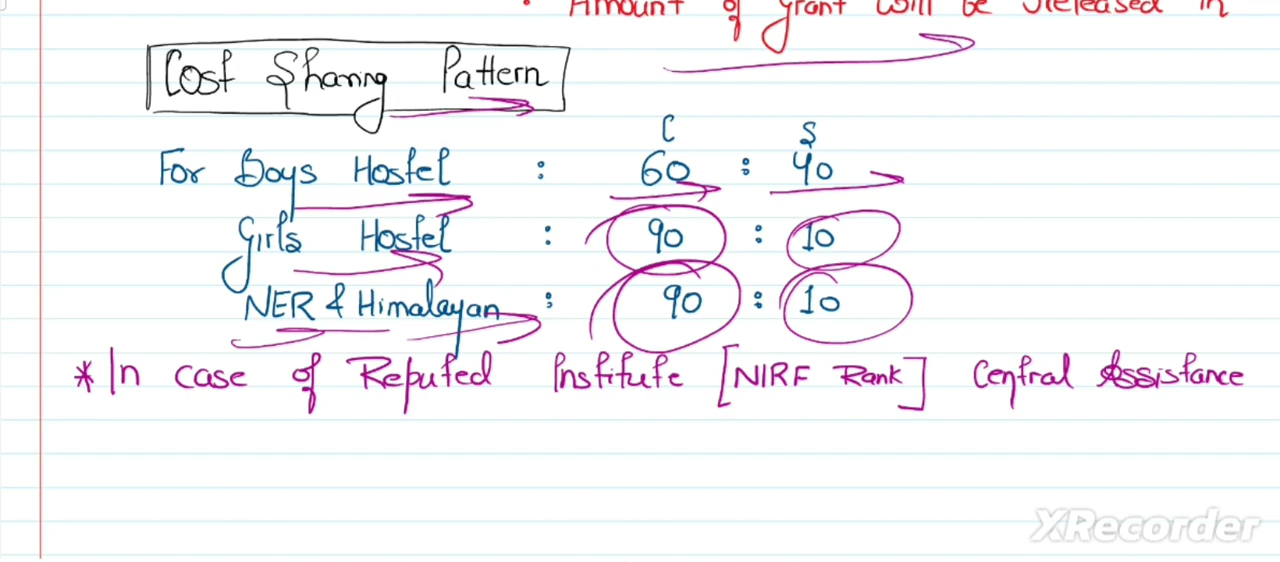 · Amount of grant will be released in
Cost Sharing Pattern
C S
For Boys Hostel : 60 : 40
Girls Hostel : 90 : 10
NER & Himalayan : 90 : 10
* In case of Reputed Institute [NIRF Rank] Central Assistance
XRecorder